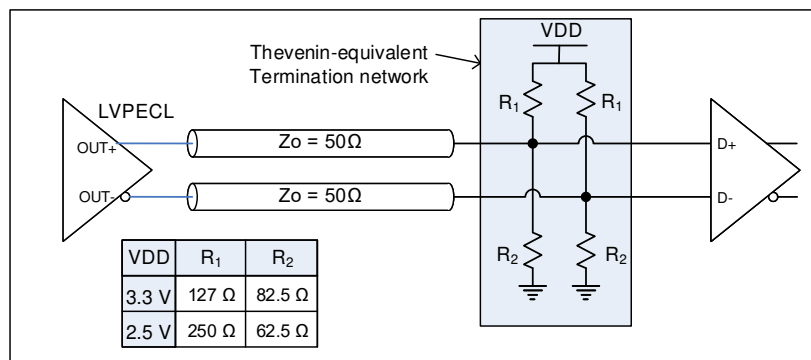 VDD
Thevenin-equivalent
Termination network
R₁ R₁
LVPECL
OUT+ Zo = 50Ω D+
OUT- Zo = 50Ω D-
R₂ R₂
VDD R₁ R₂
3.3 V 127 Ω 82.5 Ω
2.5 V 250 Ω 62.5 Ω